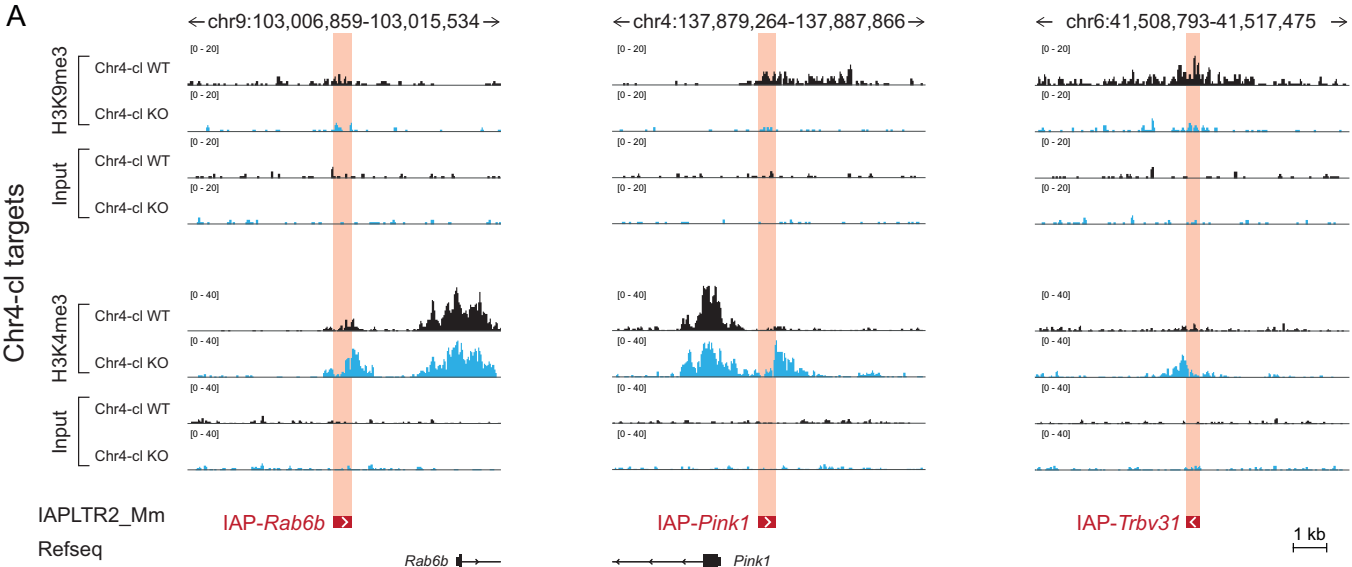 A
chr9:103,006,859-103,015,534
chr4:137,879,264-137,887,866
chr6:41,508,793-41,517,475
Chr4-cl targets
H3K9me3
Chr4-cl WT
[0 - 20]
[0 - 20]
[0 - 20]
Chr4-cl KO
[0 - 20]
[0 - 20]
[0 - 20]
Input
Chr4-cl WT
[0 - 20]
[0 - 20]
[0 - 20]
Chr4-cl KO
[0 - 20]
[0 - 20]
[0 - 20]
H3K4me3
Chr4-cl WT
[0 - 40]
[0 - 40]
[0 - 40]
Chr4-cl KO
[0 - 40]
[0 - 40]
[0 - 40]
Input
Chr4-cl WT
[0 - 40]
[0 - 40]
[0 - 40]
Chr4-cl KO
[0 - 40]
[0 - 40]
[0 - 40]
IAPLTR2_Mm
IAP-Rab6b
IAP-Pink1
IAP-Trbv31
Refseq
Rab6b
Pink1
1 kb